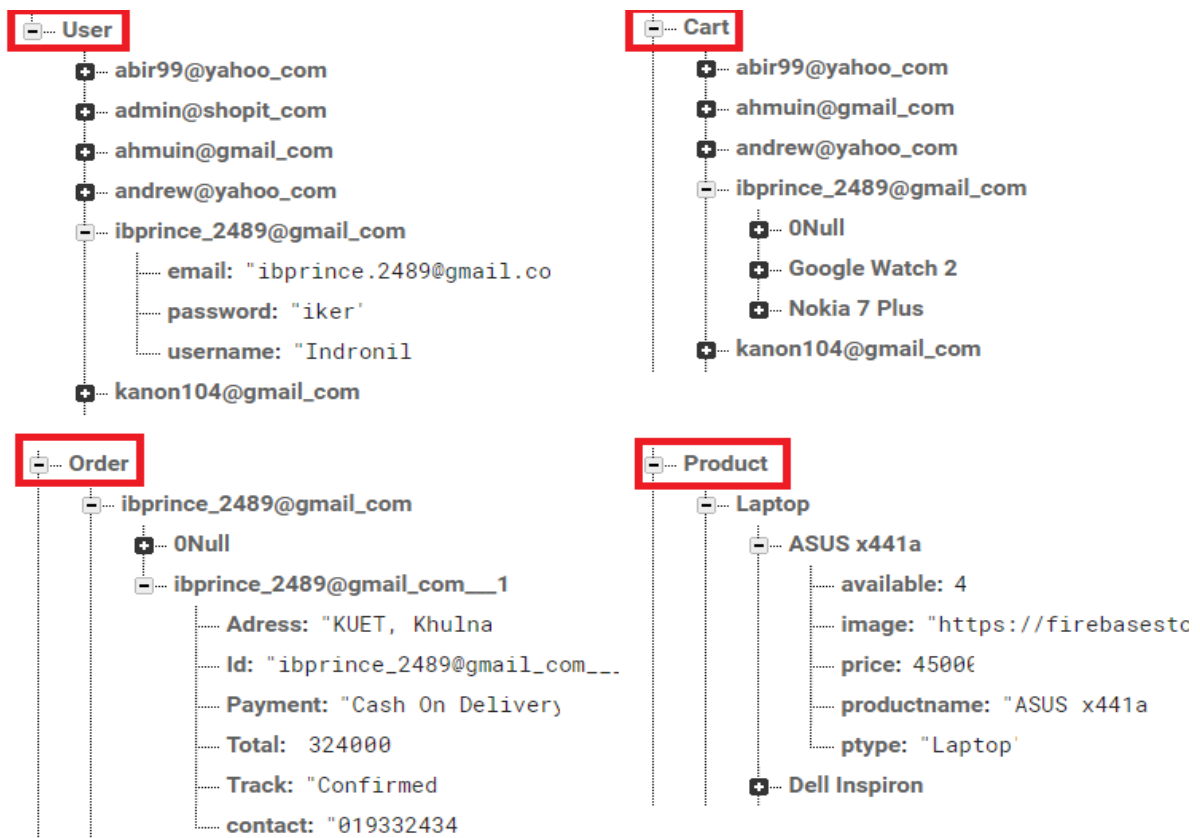 User
abir99@yahoo_com
admin@shopit_com
ahmuin@gmail_com
andrew@yahoo_com
ibprince_2489@gmail_com
email: "ibprince.2489@gmail.co
password: "iker'
username: "Indronil
kanon104@gmail_com
Cart
abir99@yahoo_com
ahmuin@gmail_com
andrew@yahoo_com
ibprince_2489@gmail_com
0Null
Google Watch 2
Nokia 7 Plus
kanon104@gmail_com
Order
ibprince_2489@gmail_com
0Null
ibprince_2489@gmail_com___1
Adress: "KUET, Khulna
Id: "ibprince_2489@gmail_com___
Payment: "Cash On Delivery
Total: 324000
Track: "Confirmed
contact: "019332434
Product
Laptop
ASUS x441a
available: 4
image: "https://firebasesto
price: 45000
productname: "ASUS x441a
ptype: "Laptop'
Dell Inspiron